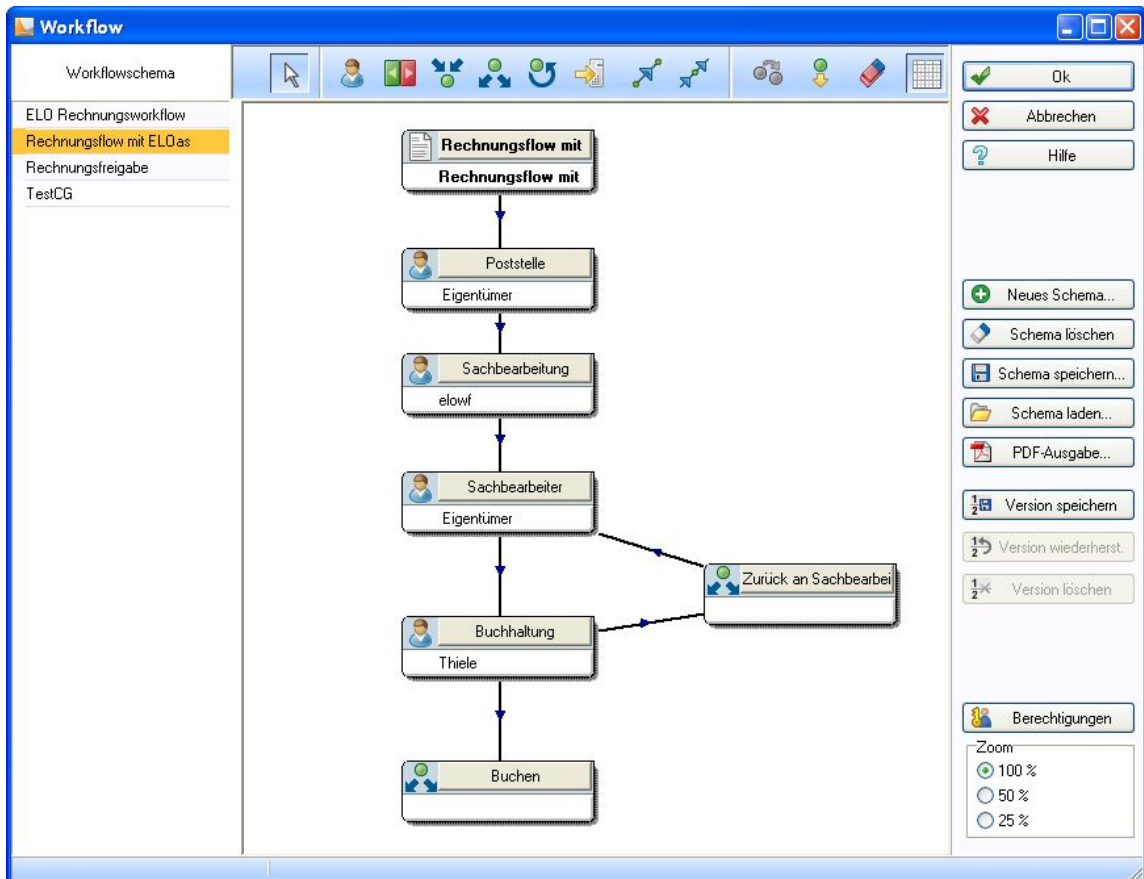 Workflow
Workflowschema
ELO Rechnungsworkflow
Rechnungsflow mit ELOas
Rechnungsfreigabe
TestCG
Rechnungsflow mit
Rechnungsflow mit
Poststelle
Eigentümer
Sachbearbeitung
elowf
Sachbearbeiter
Eigentümer
Zurück an Sachbearbei
Buchhaltung
Thiele
Buchen
Ok
Abbrechen
Hilfe
Neues Schema...
Schema löschen
Schema speichern...
Schema laden...
PDF-Ausgabe...
Version speichern
Version wiederherst.
Version löschen
Berechtigungen
Zoom
100 %
50 %
25 %